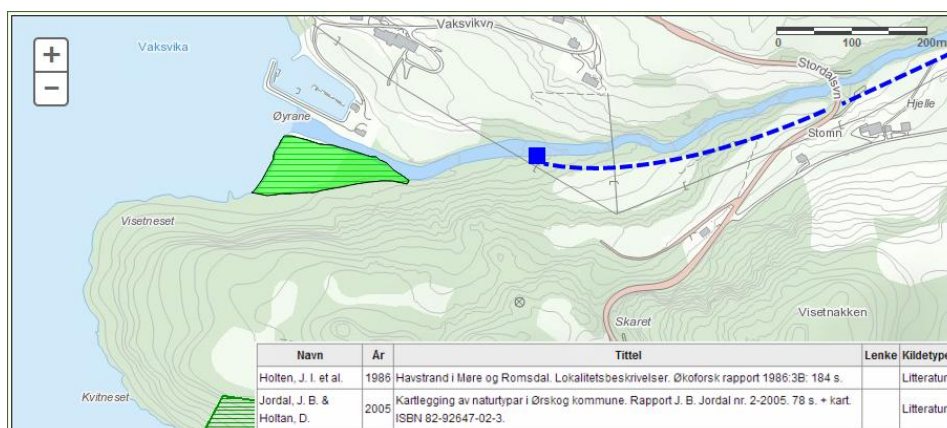 +
−
Vaksvika
Vaksvikvn
0 100 200m
Stordalsvn
Øyrane
Hjelle
Stomn
Visetneset
Visetnakken
Skaret
Kvitneset
Navn År Tittel Lenke Kildetype
Holten, J. I. et al. 1986 Havstrand i Møre og Romsdal. Lokalitetsbeskrivelser. Økoforsk rapport 1986:3B: 184 s. Litteratur
Jordal, J. B. & 2005 Kartlegging av naturtypar i Ørskog kommune. Rapport J. B. Jordal nr. 2-2005. 78 s. + kart. Litteratur
Holtan, D. ISBN 82-92647-02-3.